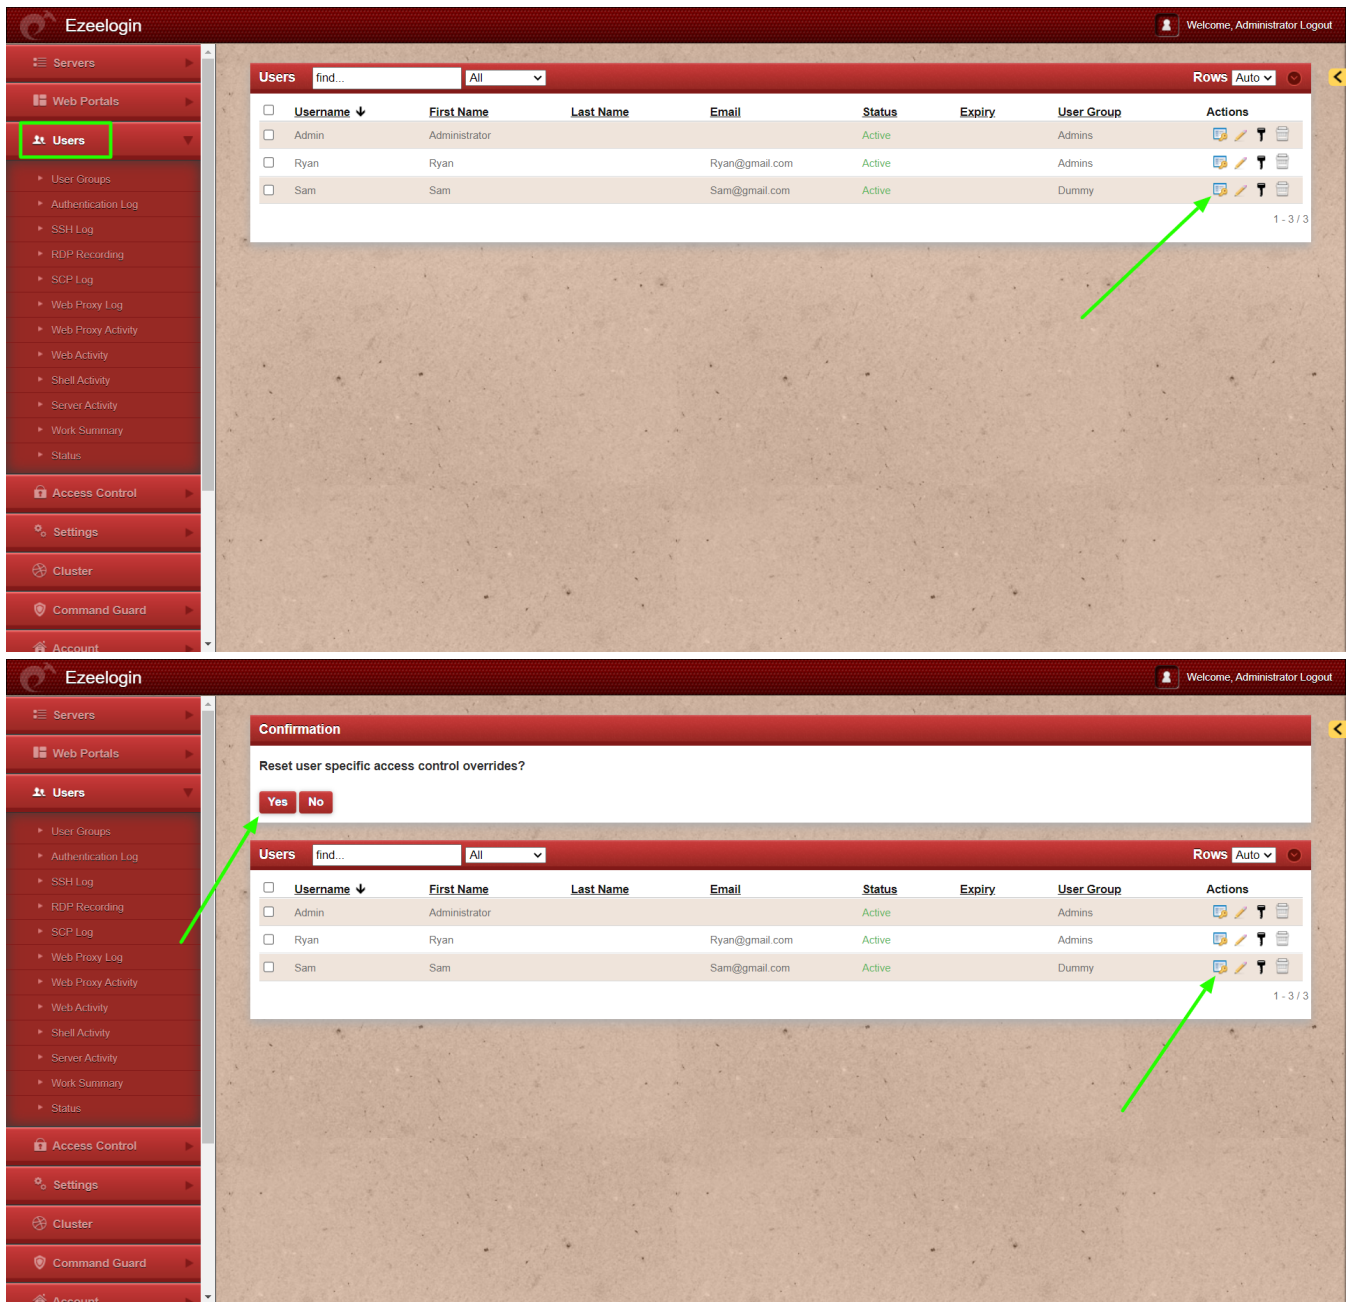 Ezeelogin
Welcome, Administrator Logout
Servers
Web Portals
Users
User Groups
Authentication Log
SSH Log
RDP Recording
SCP Log
Web Proxy Log
Web Proxy Activity
Web Activity
Shell Activity
Server Activity
Work Summary
Status
Access Control
Settings
Cluster
Command Guard
Account
Users find... All Rows Auto
Username First Name Last Name Email Status Expiry User Group Actions
Admin Administrator Active Admins
Ryan Ryan Ryan@gmail.com Active Admins
Sam Sam Sam@gmail.com Active Dummy
1 - 3 / 3
Ezeelogin
Welcome, Administrator Logout
Servers
Web Portals
Users
User Groups
Authentication Log
SSH Log
RDP Recording
SCP Log
Web Proxy Log
Web Proxy Activity
Web Activity
Shell Activity
Server Activity
Work Summary
Status
Access Control
Settings
Cluster
Command Guard
Account
Confirmation
Reset user specific access control overrides?
Yes No
Users find... All Rows Auto
Username First Name Last Name Email Status Expiry User Group Actions
Admin Administrator Active Admins
Ryan Ryan Ryan@gmail.com Active Admins
Sam Sam Sam@gmail.com Active Dummy
1 - 3 / 3